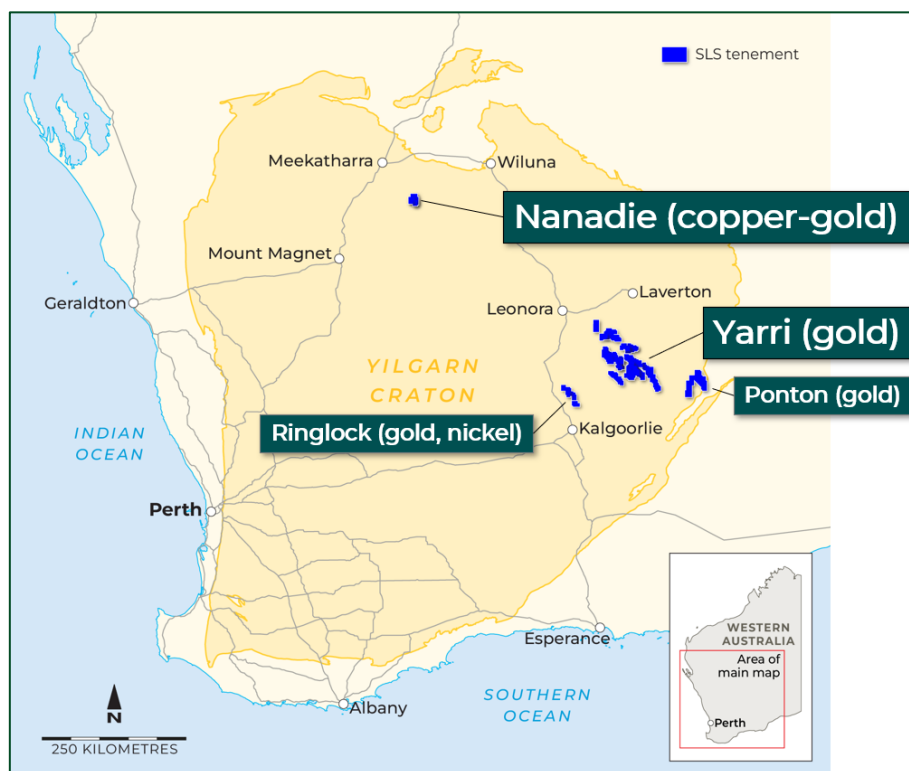 SLS tenement
Meekatharra
Wiluna
Nanadie (copper-gold)
Mount Magnet
Geraldton
Leonora
Laverton
Yarri (gold)
YILGARN
CRATON
Ponton (gold)
Ringlock (gold, nickel)
Kalgoorlie
INDIAN
OCEAN
Perth
WESTERN
AUSTRALIA
Area of
main map
Perth
Esperance
SOUTHERN
OCEAN
Albany
N
250 KILOMETRES